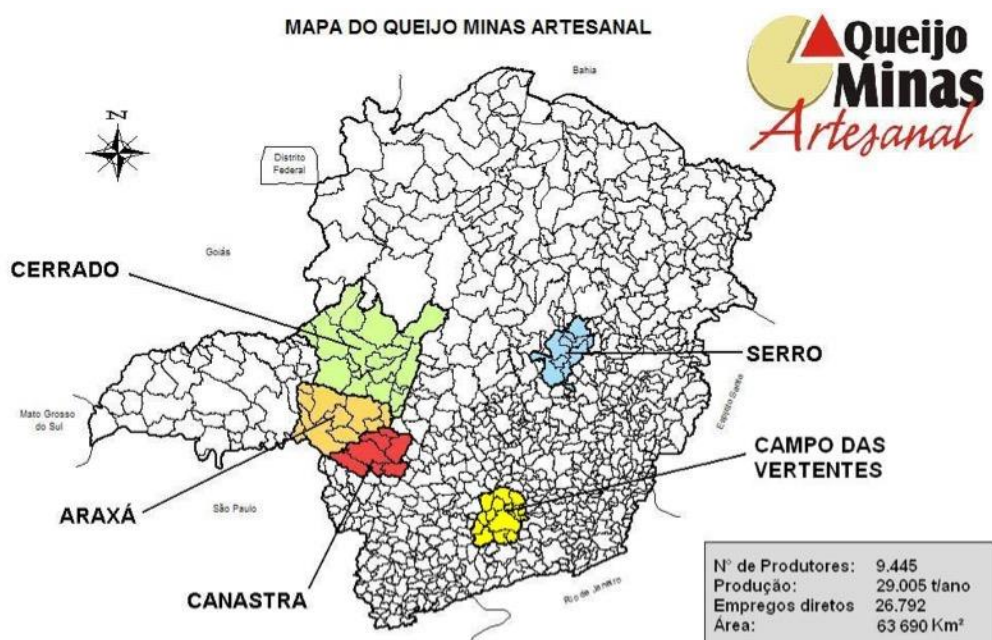 MAPA DO QUEIJO MINAS ARTESANAL
Queijo
Minas
Artesanal
Bahia
N
Distrito
Federal
Goiás
CERRADO
SERRO
Mato Grosso
do Sul
Espirito Santo
CAMPO DAS
VERTENTES
ARAXÁ
São Paulo
CANASTRA
Rio de Janeiro
N° de Produtores: 9.445
Produção: 29.005 t/ano
Empregos diretos 26.792
Área: 63 690 Km²